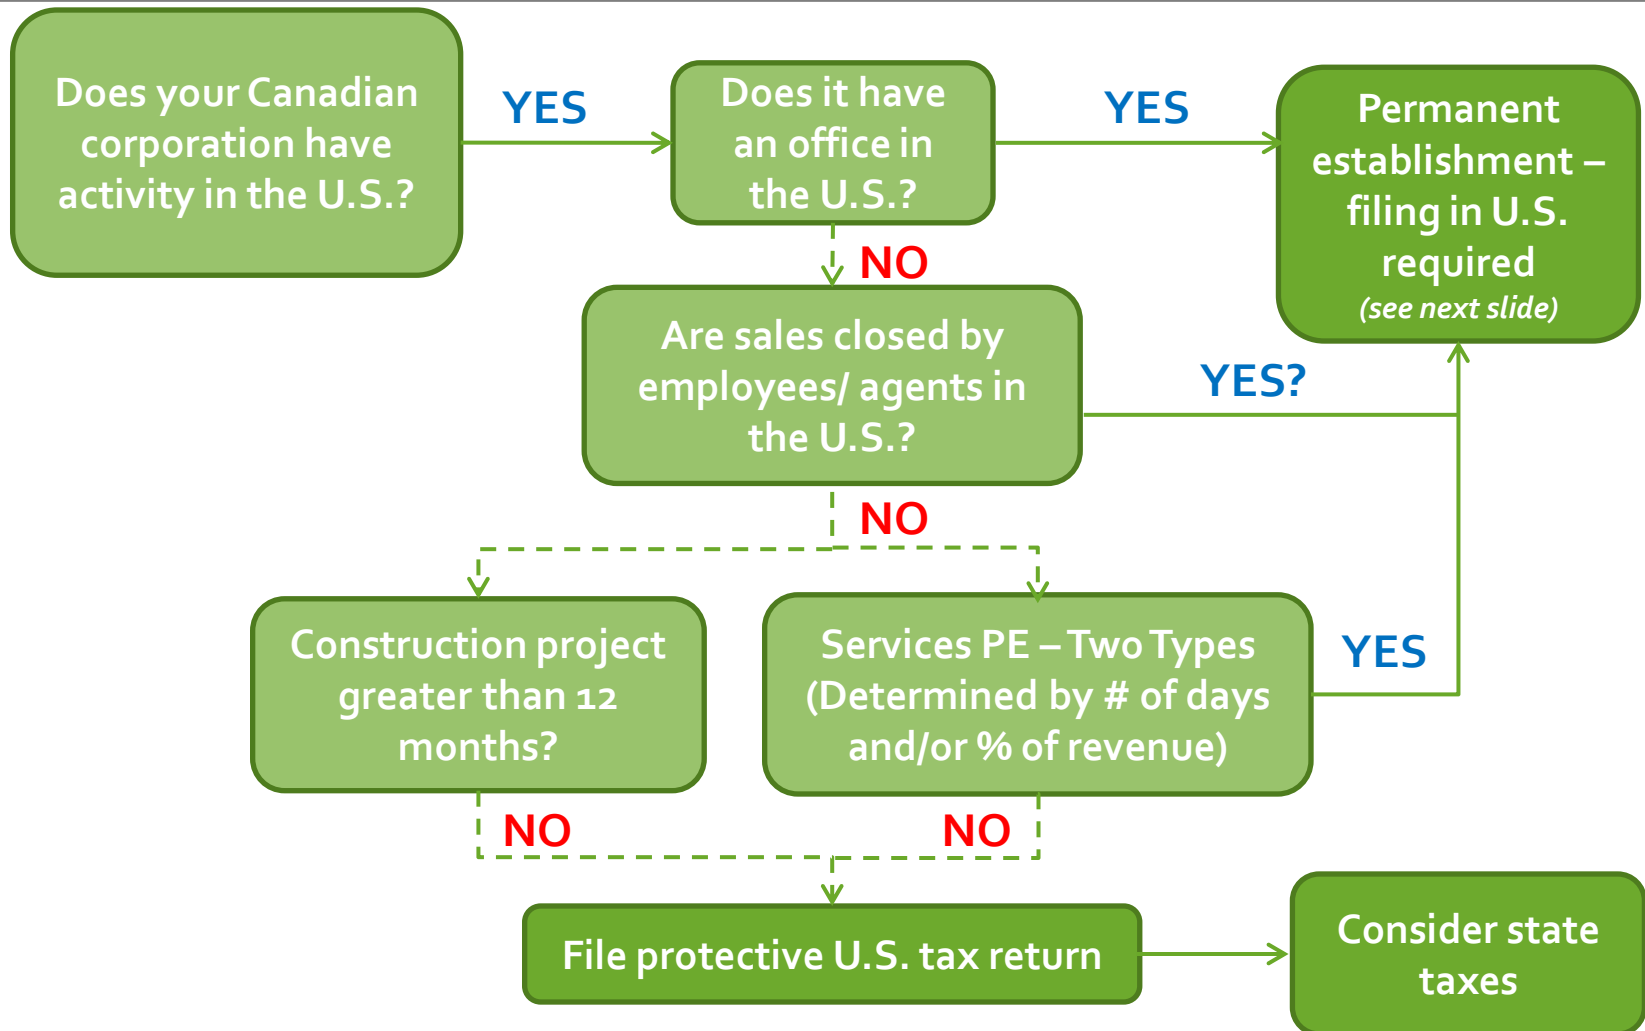 Does your Canadian
corporation have
activity in the U.S.?
YES
Does it have
an office in
the U.S.?
YES
Permanent
establishment –
filing in U.S.
required
(see next slide)
NO
Are sales closed by
employees/ agents in
the U.S.?
YES?
NO
Construction project
greater than 12
months?
Services PE – Two Types
(Determined by # of days
and/or % of revenue)
YES
NO
NO
File protective U.S. tax return
Consider state
taxes